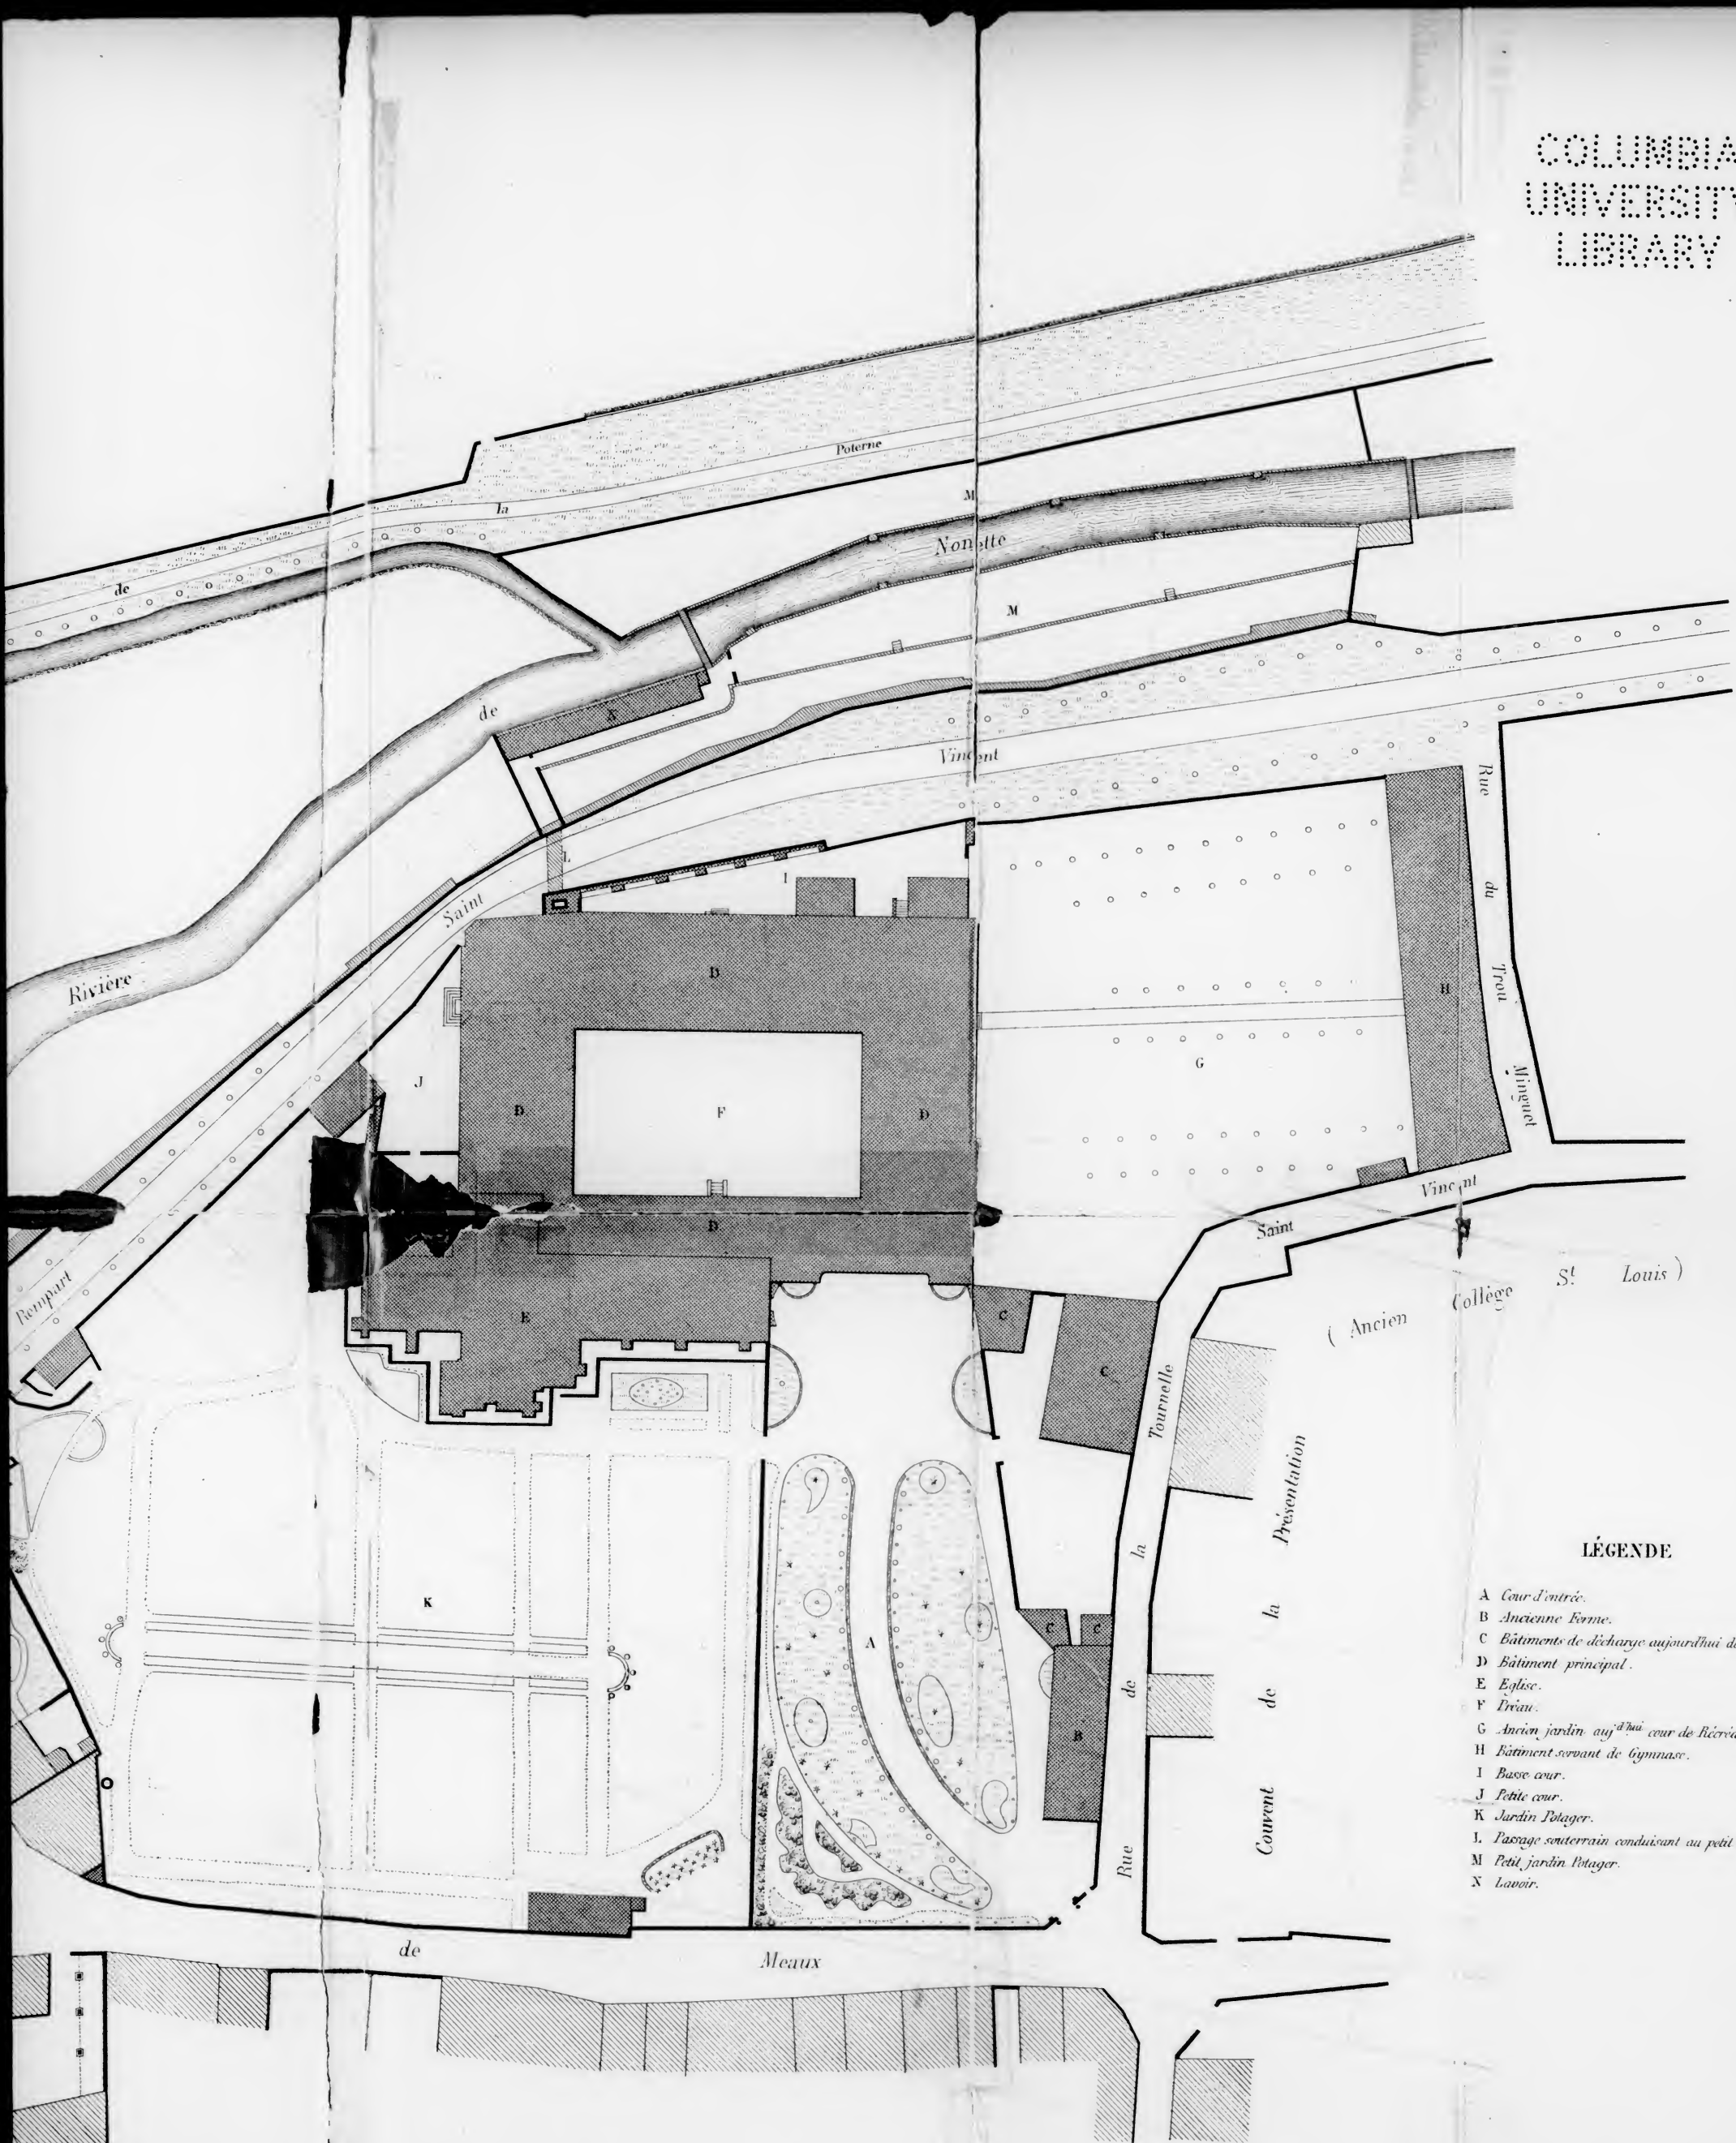 COLUMBIA
UNIVERSITY
LIBRARY
Poterne
la
de
M
Nonette
M
de
N
Vincent
L
I
Saint
Rivière
Rue
du
Trou
Minguet
D
H
G
J
D
F
D
D
Vincent
Saint
Rempart
( Ancien Collège St. Louis )
E
C
C
Tournelle
la
de
Rue
Présentation
la
de
Couvent
K
A
C
C
B
LÉGENDE
A Cour d'entrée.
B Ancienne Ferme.
C Bâtiments de décharge aujourd'hui dé
D Bâtiment principal.
E Eglise.
F Préau.
G Ancien jardin auj.d'hui cour de Récréa
H Bâtiment servant de Gymnase.
I Basse-cour.
J Petite cour.
K Jardin Potager.
L Passage souterrain conduisant au petit
M Petit jardin Potager.
N Lavoir.
de Meaux